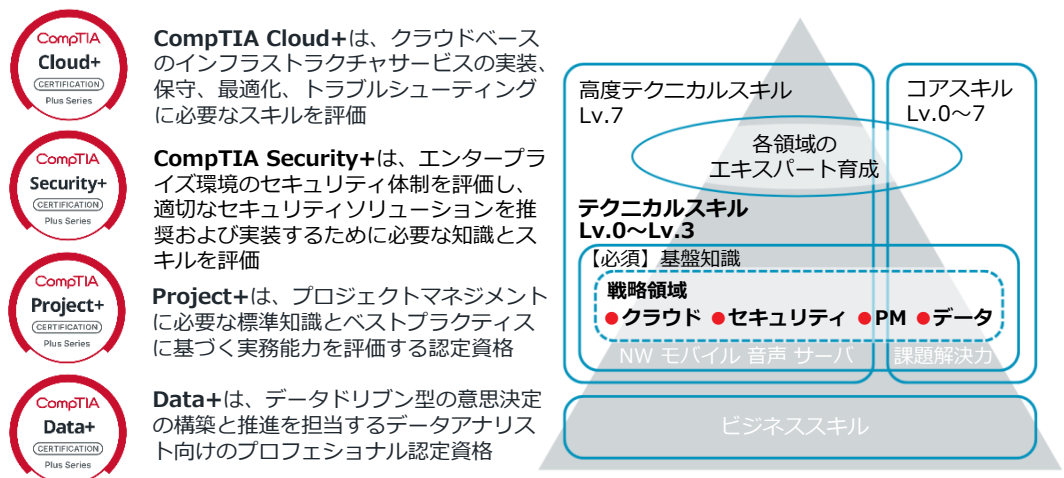 CompTIA
Cloud+
CERTIFICATION
Plus Series
CompTIA Cloud+は、クラウドベース
のインフラストラクチャサービスの実装、
保守、最適化、トラブルシューティング
に必要なスキルを評価
CompTIA
Security+
CERTIFICATION
Plus Series
CompTIA Security+は、エンタープラ
イズ環境のセキュリティ体制を評価し、
適切なセキュリティソリューションを推
奨および実装するために必要な知識とス
キルを評価
CompTIA
Project+
CERTIFICATION
Plus Series
Project+は、プロジェクトマネジメント
に必要な標準知識とベストプラクティス
に基づく実務能力を評価する認定資格
CompTIA
Data+
CERTIFICATION
Plus Series
Data+は、データドリブン型の意思決定
の構築と推進を担当するデータアナリス
ト向けのプロフェショナル認定資格
高度テクニカルスキル
Lv.7
コアスキル
Lv.0~7
各領域の
エキスパート育成
テクニカルスキル
Lv.0~Lv.3
【必須】基盤知識
戦略領域
●クラウド ●セキュリティ ●PM ●データ
NW モバイル 音声 サーバ 課題解決力
ビジネススキル